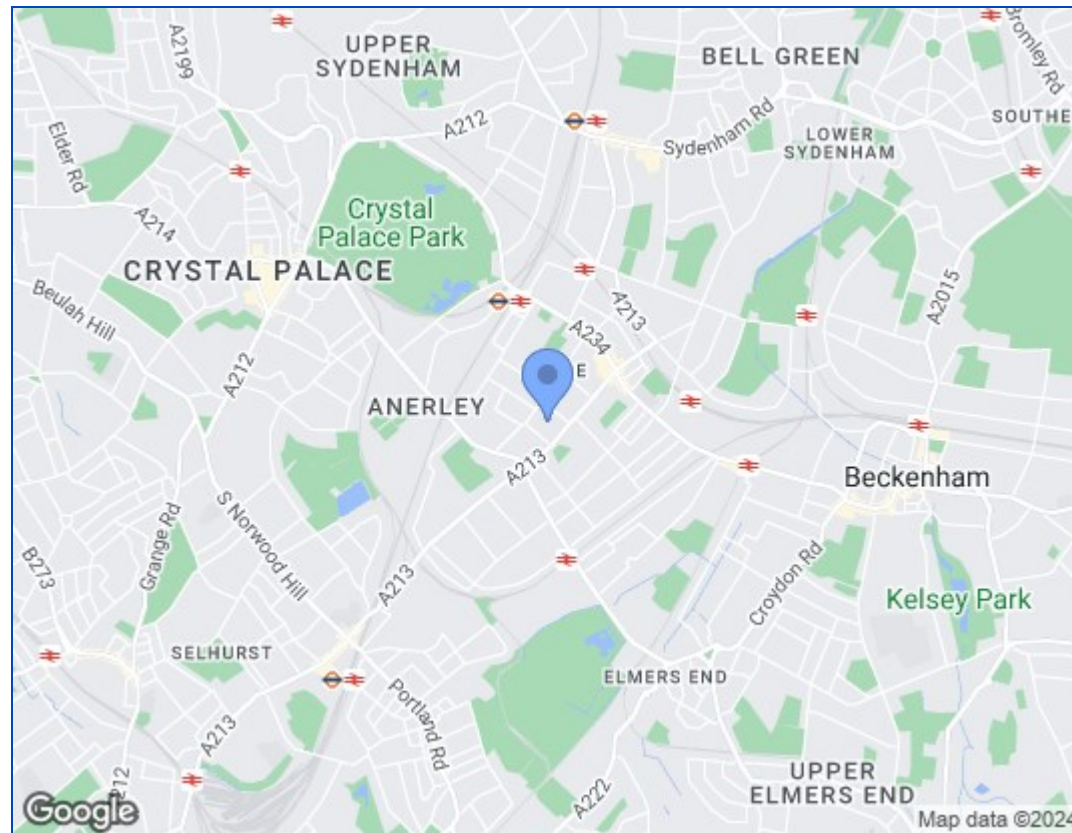 A2199
UPPER
SYDENHAM
BELL GREEN
Bromley Rd
Elder Rd
A212
Sydenham Rd
LOWER
SYDENHAM
SOUTHE
A214
Crystal
Palace Park
CRYSTAL PALACE
Beulah Hill
A213
A2015
A234
A212
E
ANERLEY
A213
Beckenham
S Norwood Hill
Grange Rd
B273
A213
Croydon Rd
Kelsey Park
SELHURST
ELMERS END
Portland Rd
A213
212
A222
UPPER
ELMERS END
Google
Map data ©2024